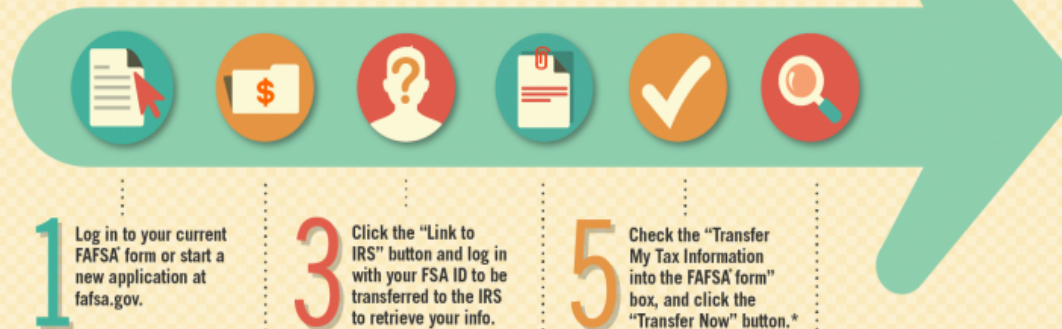 $
?
1
Log in to your current
FAFSA® form or start a
new application at
fafsa.gov.
3
Click the “Link to
IRS” button and log in
with your FSA ID to be
transferred to the IRS
to retrieve your info.
5
Check the “Transfer
My Tax Information
into the FAFSA® form”
box, and click the
“Transfer Now” button.*